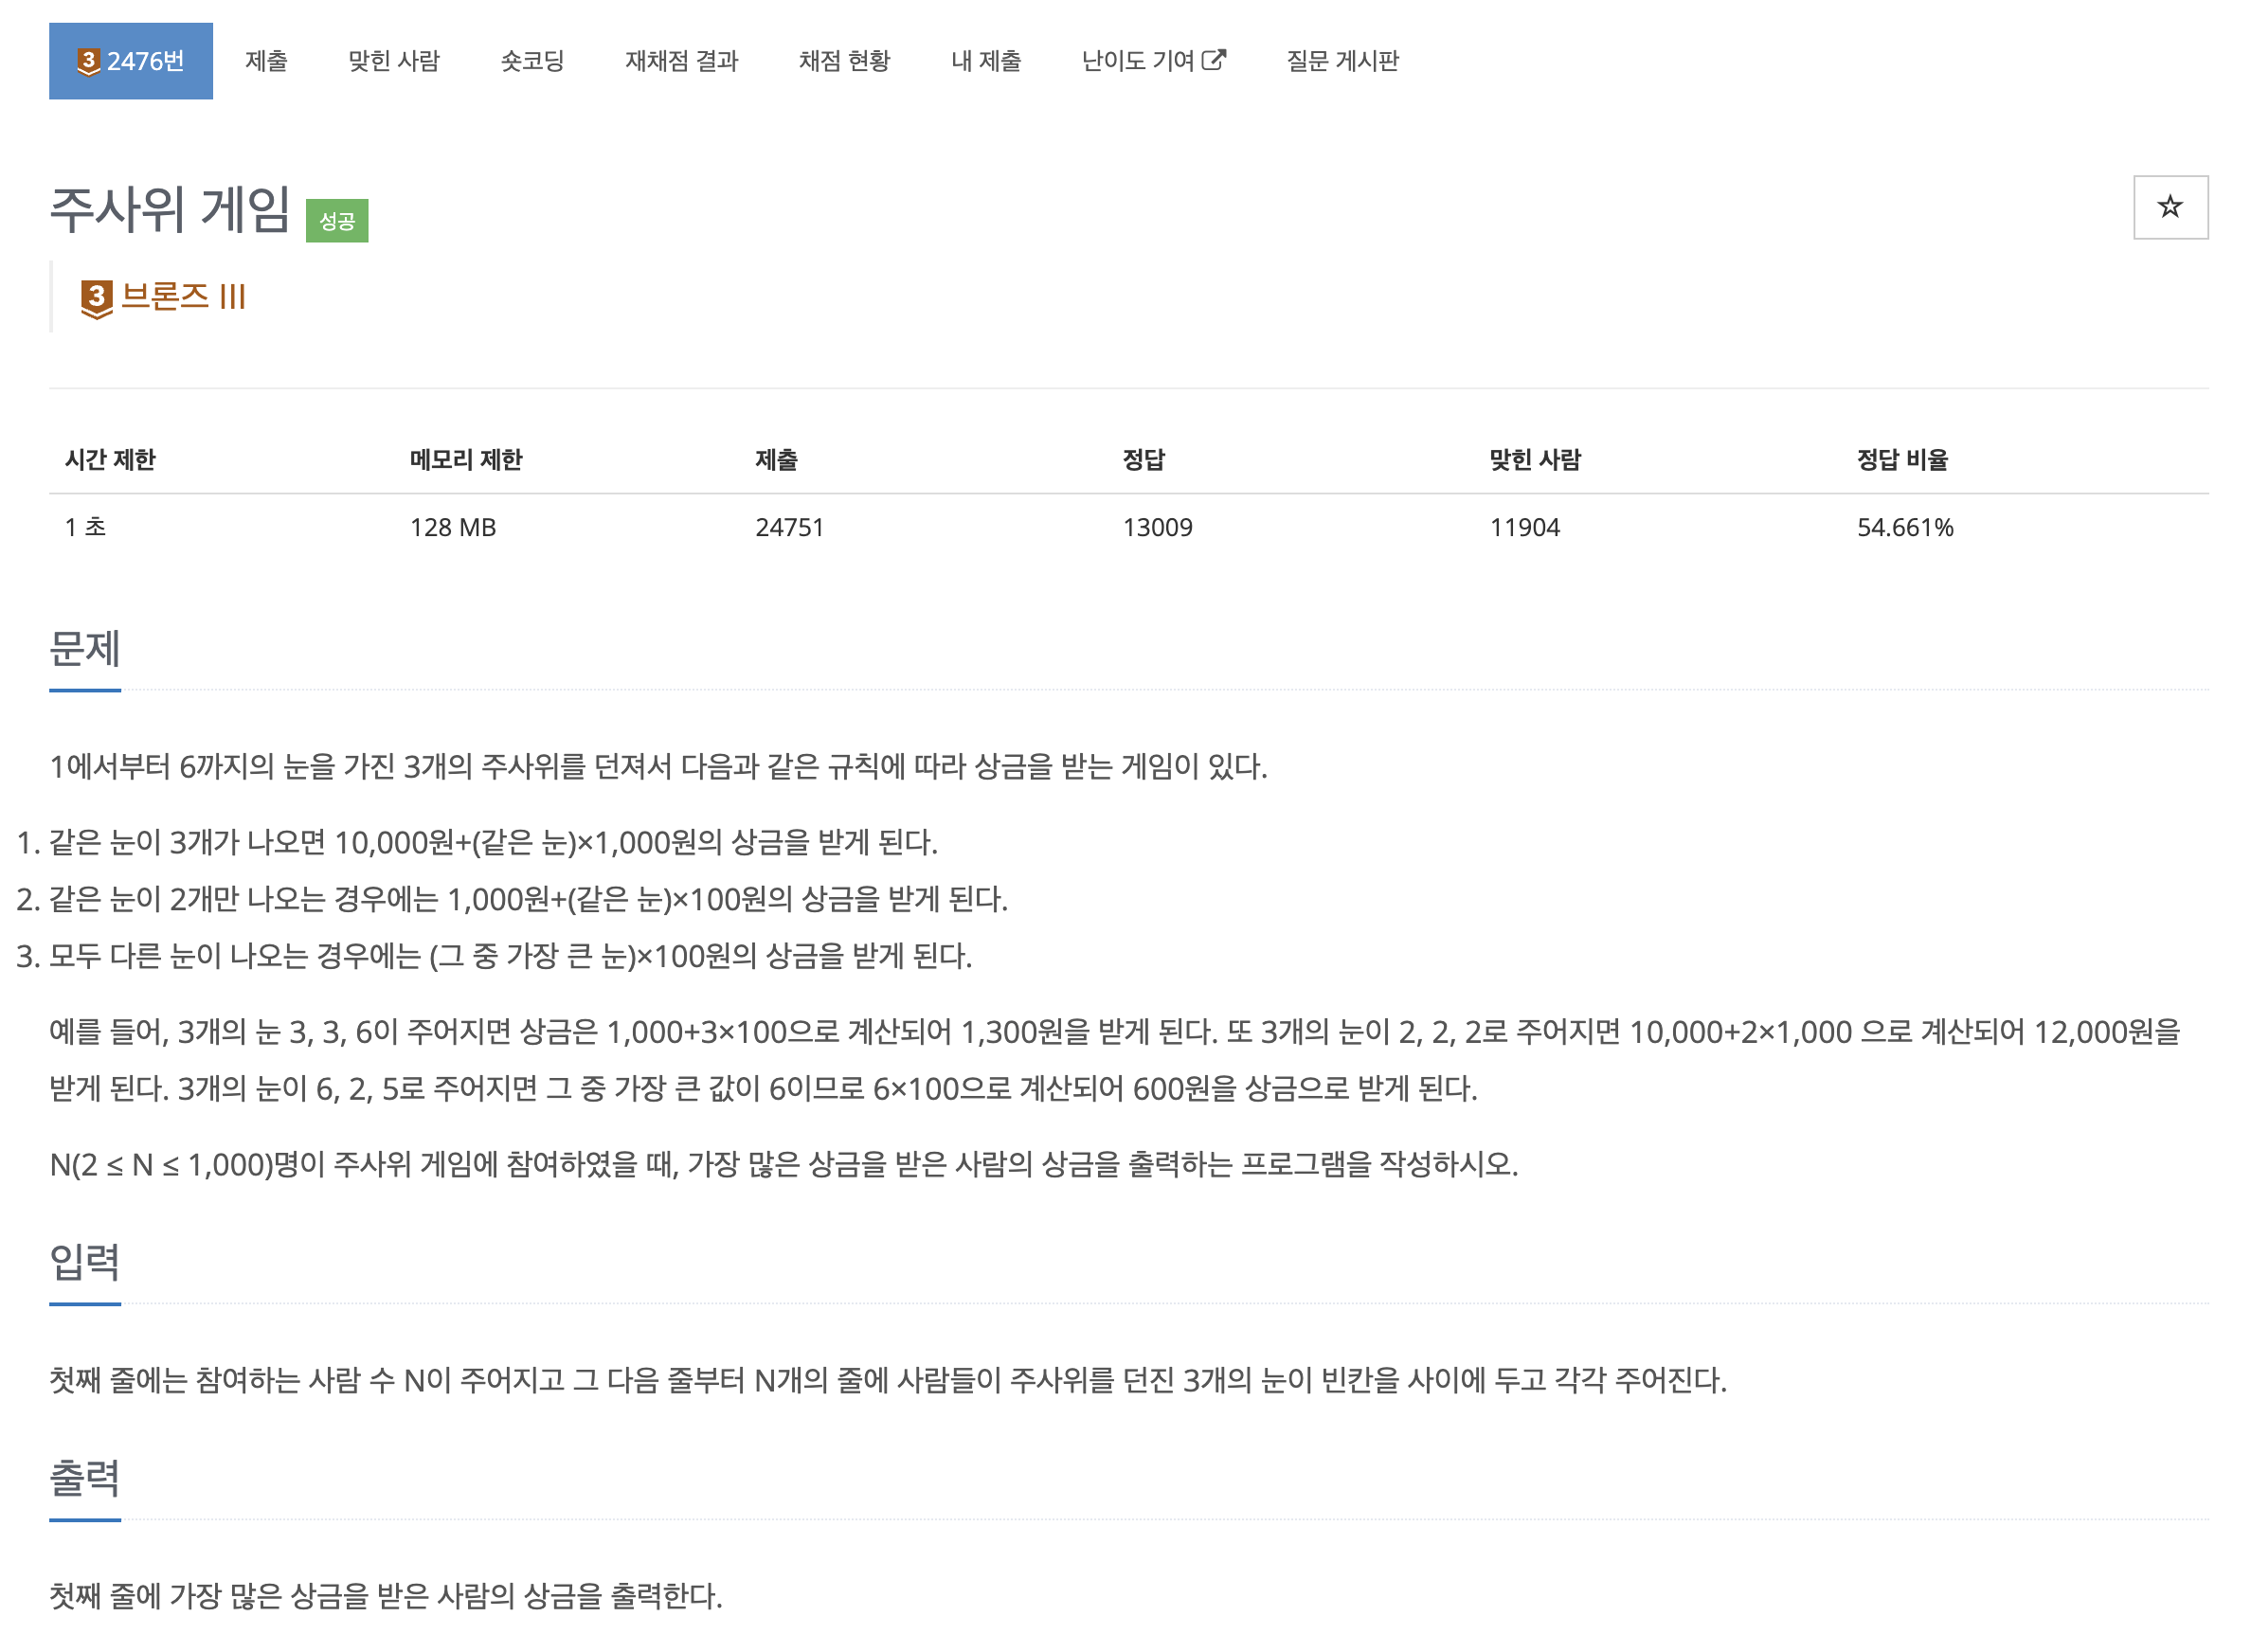 3 2476번 제출 맞힌 사람 숏코딩 재채점 결과 채점 현황 내 제출 난이도 기여 질문 게시판
주사위 게임 성공
3 브론즈 III
시간 제한 메모리 제한 제출 정답 맞힌 사람 정답 비율
1 초 128 MB 24751 13009 11904 54.661%
문제
1에서부터 6까지의 눈을 가진 3개의 주사위를 던져서 다음과 같은 규칙에 따라 상금을 받는 게임이 있다.
1. 같은 눈이 3개가 나오면 10,000원+(같은 눈)×1,000원의 상금을 받게 된다.
2. 같은 눈이 2개만 나오는 경우에는 1,000원+(같은 눈)×100원의 상금을 받게 된다.
3. 모두 다른 눈이 나오는 경우에는 (그 중 가장 큰 눈)×100원의 상금을 받게 된다.
예를 들어, 3개의 눈 3, 3, 6이 주어지면 상금은 1,000+3×100으로 계산되어 1,300원을 받게 된다. 또 3개의 눈이 2, 2, 2로 주어지면 10,000+2×1,000 으로 계산되어 12,000원을
받게 된다. 3개의 눈이 6, 2, 5로 주어지면 그 중 가장 큰 값이 6이므로 6×100으로 계산되어 600원을 상금으로 받게 된다.
N(2 ≤ N ≤ 1,000)명이 주사위 게임에 참여하였을 때, 가장 많은 상금을 받은 사람의 상금을 출력하는 프로그램을 작성하시오.
입력
첫째 줄에는 참여하는 사람 수 N이 주어지고 그 다음 줄부터 N개의 줄에 사람들이 주사위를 던진 3개의 눈이 빈칸을 사이에 두고 각각 주어진다.
출력
첫째 줄에 가장 많은 상금을 받은 사람의 상금을 출력한다.